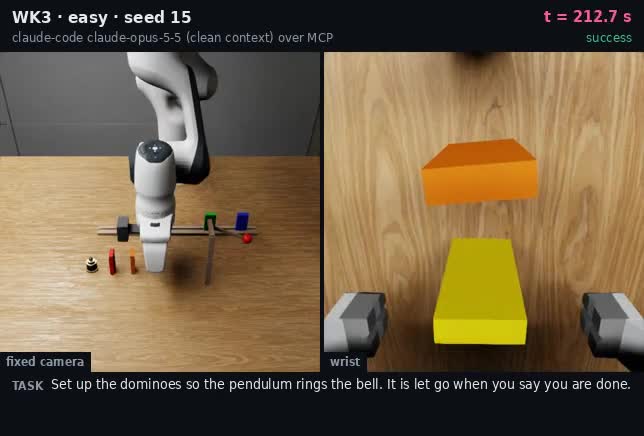 WK3 · easy · seed 15
t = 212.7 s
claude-code claude-opus-5-5 (clean context) over MCP
success
fixed camera
wrist
TASK Set up the dominoes so the pendulum rings the bell. It is let go when you say you are done.